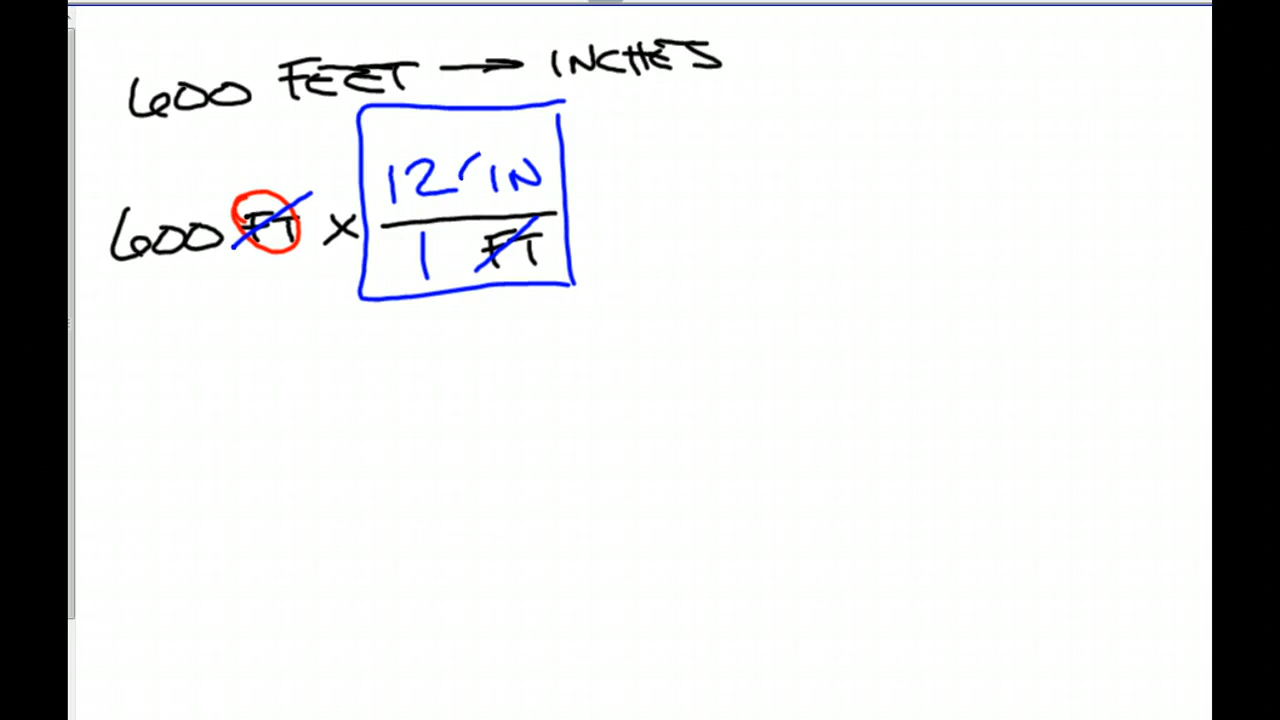 600 FEET → INCHES
600 FT × 12 IN
1 FT